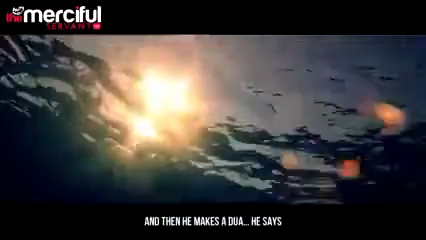 the merciful
SERVANT
AND THEN HE MAKES A DUA... HE SAYS